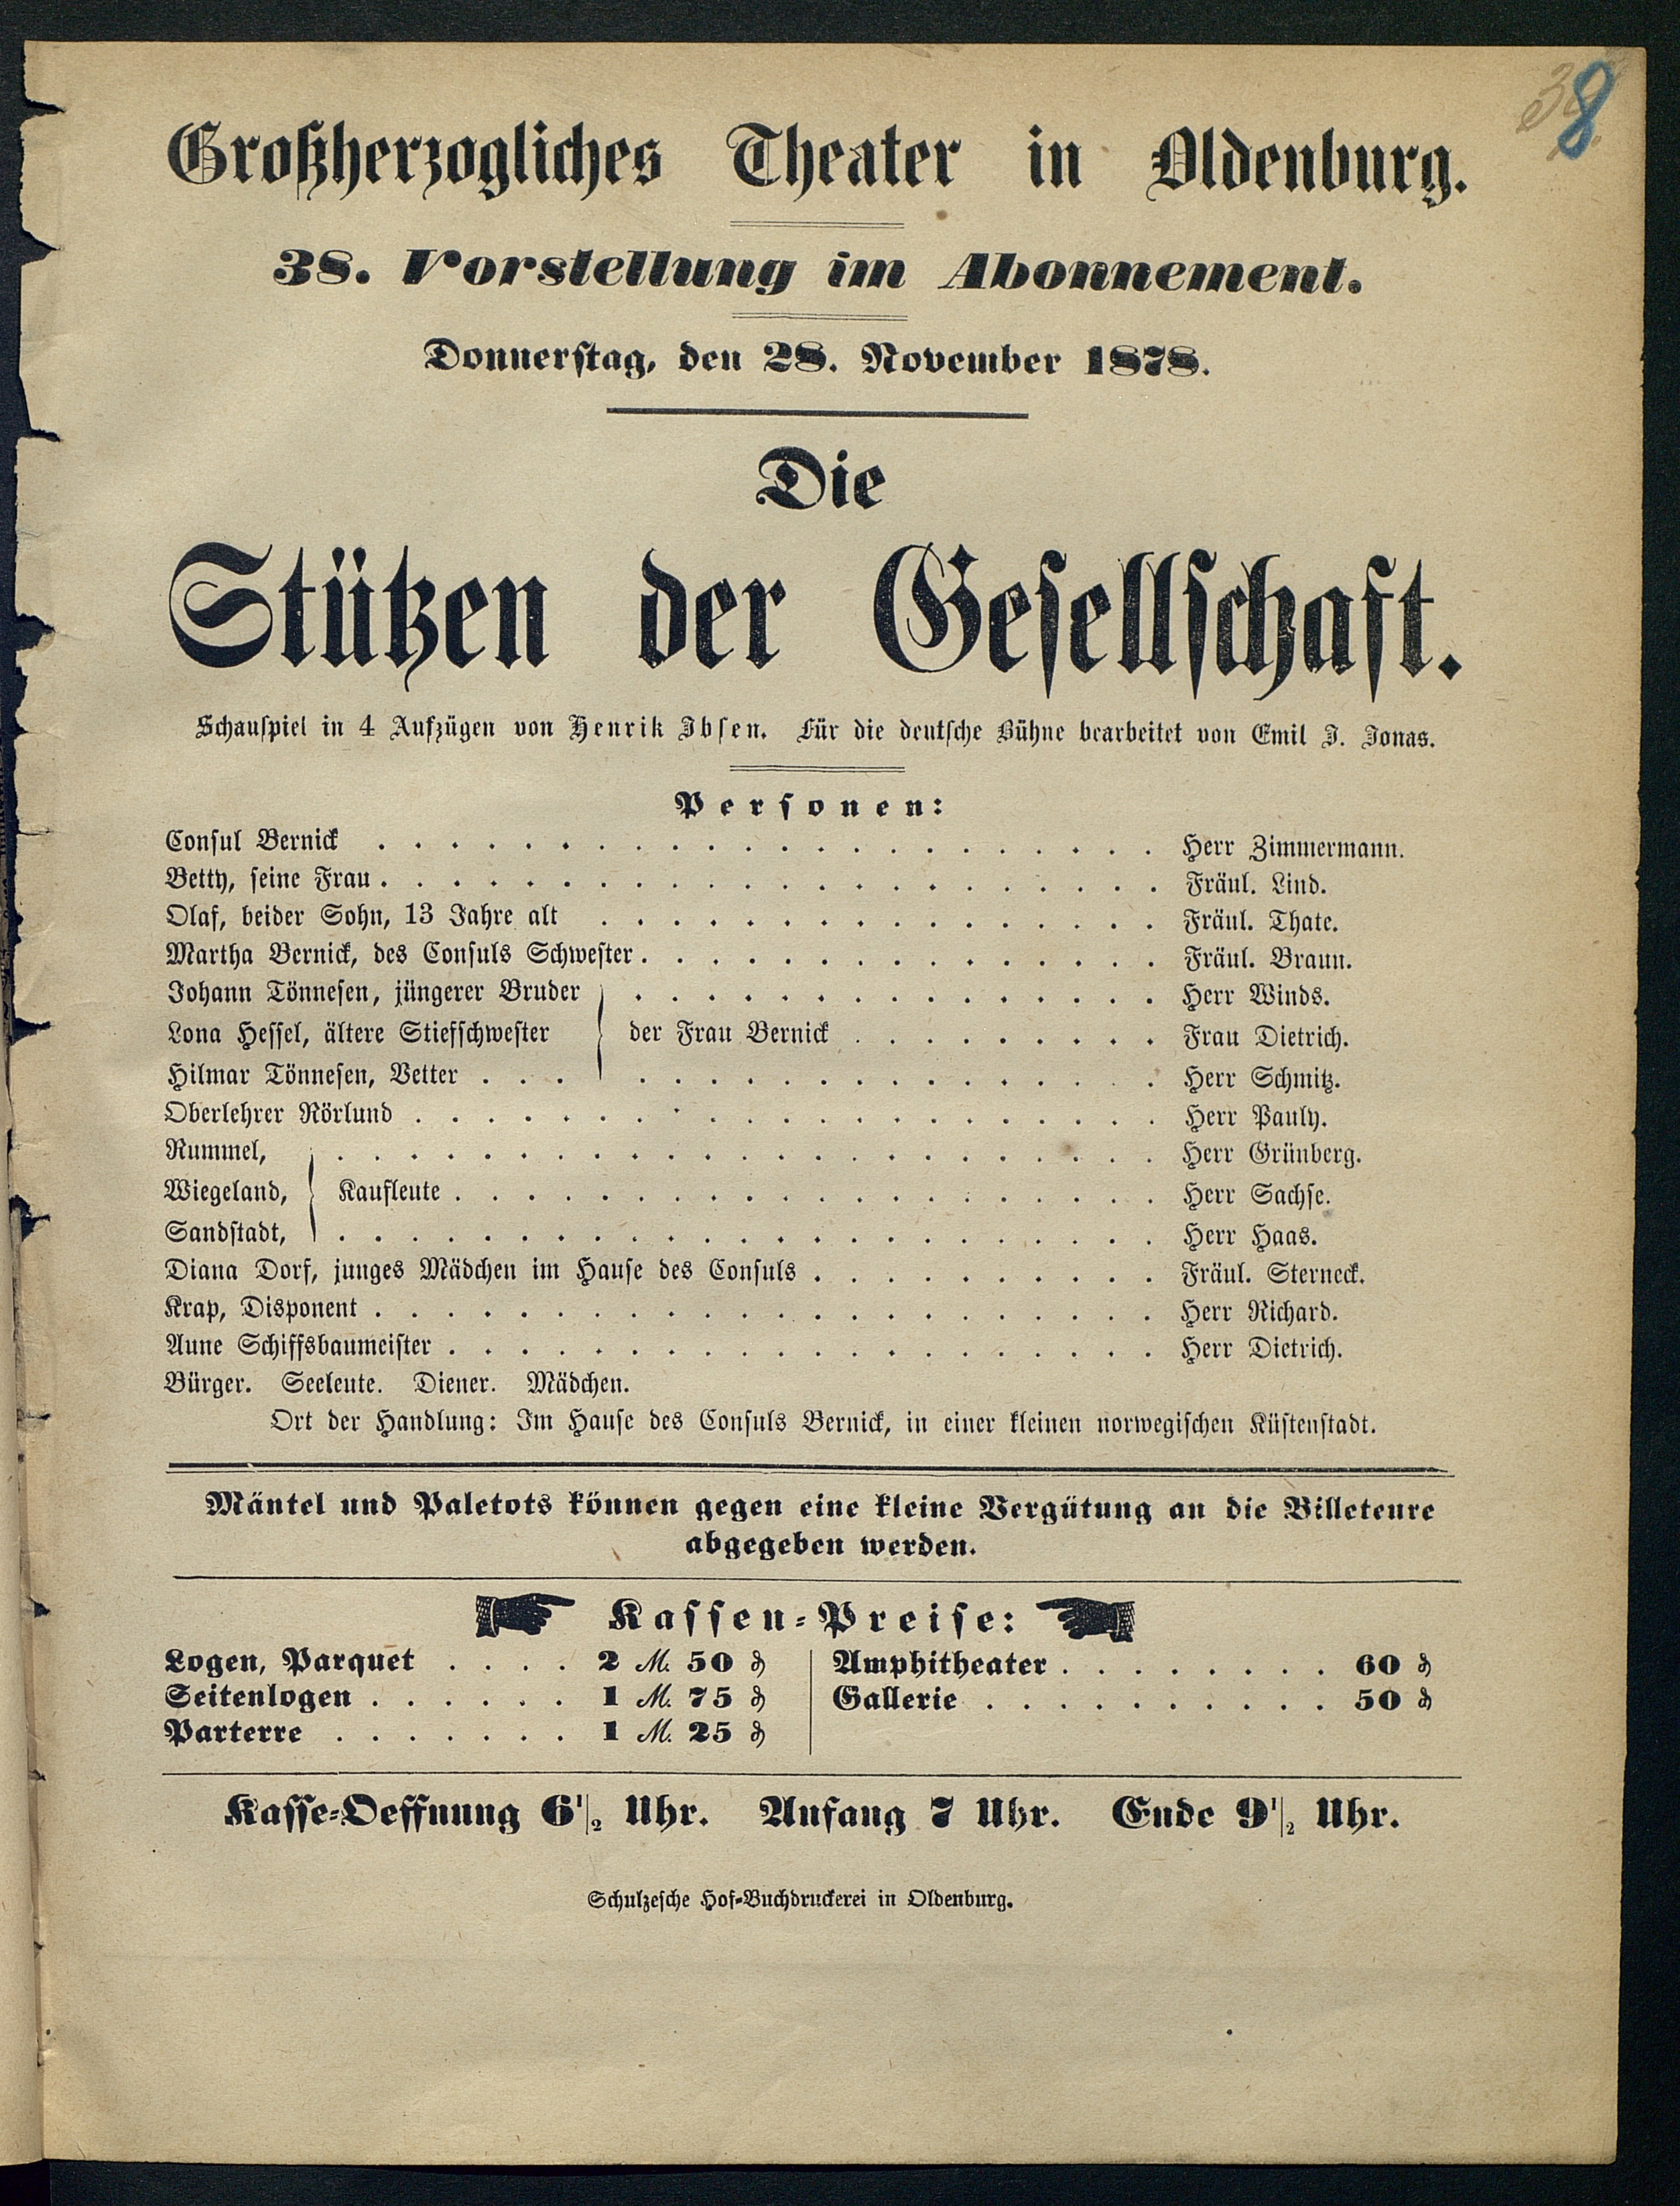 38
Großherzogliches Theater in Oldenburg.
38. Vorstellung im Abonnement.
Donnerstag, den 28. November 1878.
Die
Stützen der Gesellschaft.
Schauspiel in 4 Aufzügen von Henrik Ibsen. Für die deutsche Bühne bearbeitet von Emil J. Jonas.
Personen:
Consul Bernick . . . . . . . . . . . . . . . . . . . . . . Herr Zimmermann.
Betty, seine Frau . . . . . . . . . . . . . . . . . . . . . . Fräul. Lind.
Olaf, beider Sohn, 13 Jahre alt . . . . . . . . . . . . . . . . Fräul. Thate.
Martha Bernick, des Consuls Schwester . . . . . . . . . . . . . . . Fräul. Braun.
Johann Tönnesen, jüngerer Bruder . . . . . . . . . . . . . . . Herr Winds.
Lona Hessel, ältere Stiefschwester } der Frau Bernick . . . . . . . . . Frau Dietrich.
Hilmar Tönnesen, Vetter . . . . . . . . . . . . . . . . . . Herr Schmitz.
Oberlehrer Rörlund . . . . . . . . . . . . . . . . . . . . . Herr Pauly.
Rummel, . . . . . . . . . . . . . . . . . . . . . . . Herr Grünberg.
Wiegeland, } Kaufleute . . . . . . . . . . . . . . . . . . . . Herr Sachse.
Sandstadt, . . . . . . . . . . . . . . . . . . . . . . . Herr Haas.
Diana Dorf, junges Mädchen im Hause des Consuls . . . . . . . . . . Fräul. Sterneck.
Krap, Disponent . . . . . . . . . . . . . . . . . . . . . . Herr Richard.
Aune Schiffsbaumeister . . . . . . . . . . . . . . . . . . . . Herr Dietrich.
Bürger. Seeleute. Diener. Mädchen.
Ort der Handlung: Im Hause des Consuls Bernick, in einer kleinen norwegischen Küstenstadt.
Mäntel und Paletots können gegen eine kleine Vergütung an die Billeteure
abgegeben werden.
Kassen-Preise:
Logen, Parquet . . . . 2 M. 50 ₰
Seitenlogen . . . . . . 1 M. 75 ₰
Parterre . . . . . . . 1 M. 25 ₰
Amphitheater . . . . . . . . 60 ₰
Gallerie . . . . . . . . . . 50 ₰
Kasse-Oeffnung 6 1/2 Uhr. Anfang 7 Uhr. Ende 9 1/2 Uhr.
Schulzesche Hof-Buchdruckerei in Oldenburg.